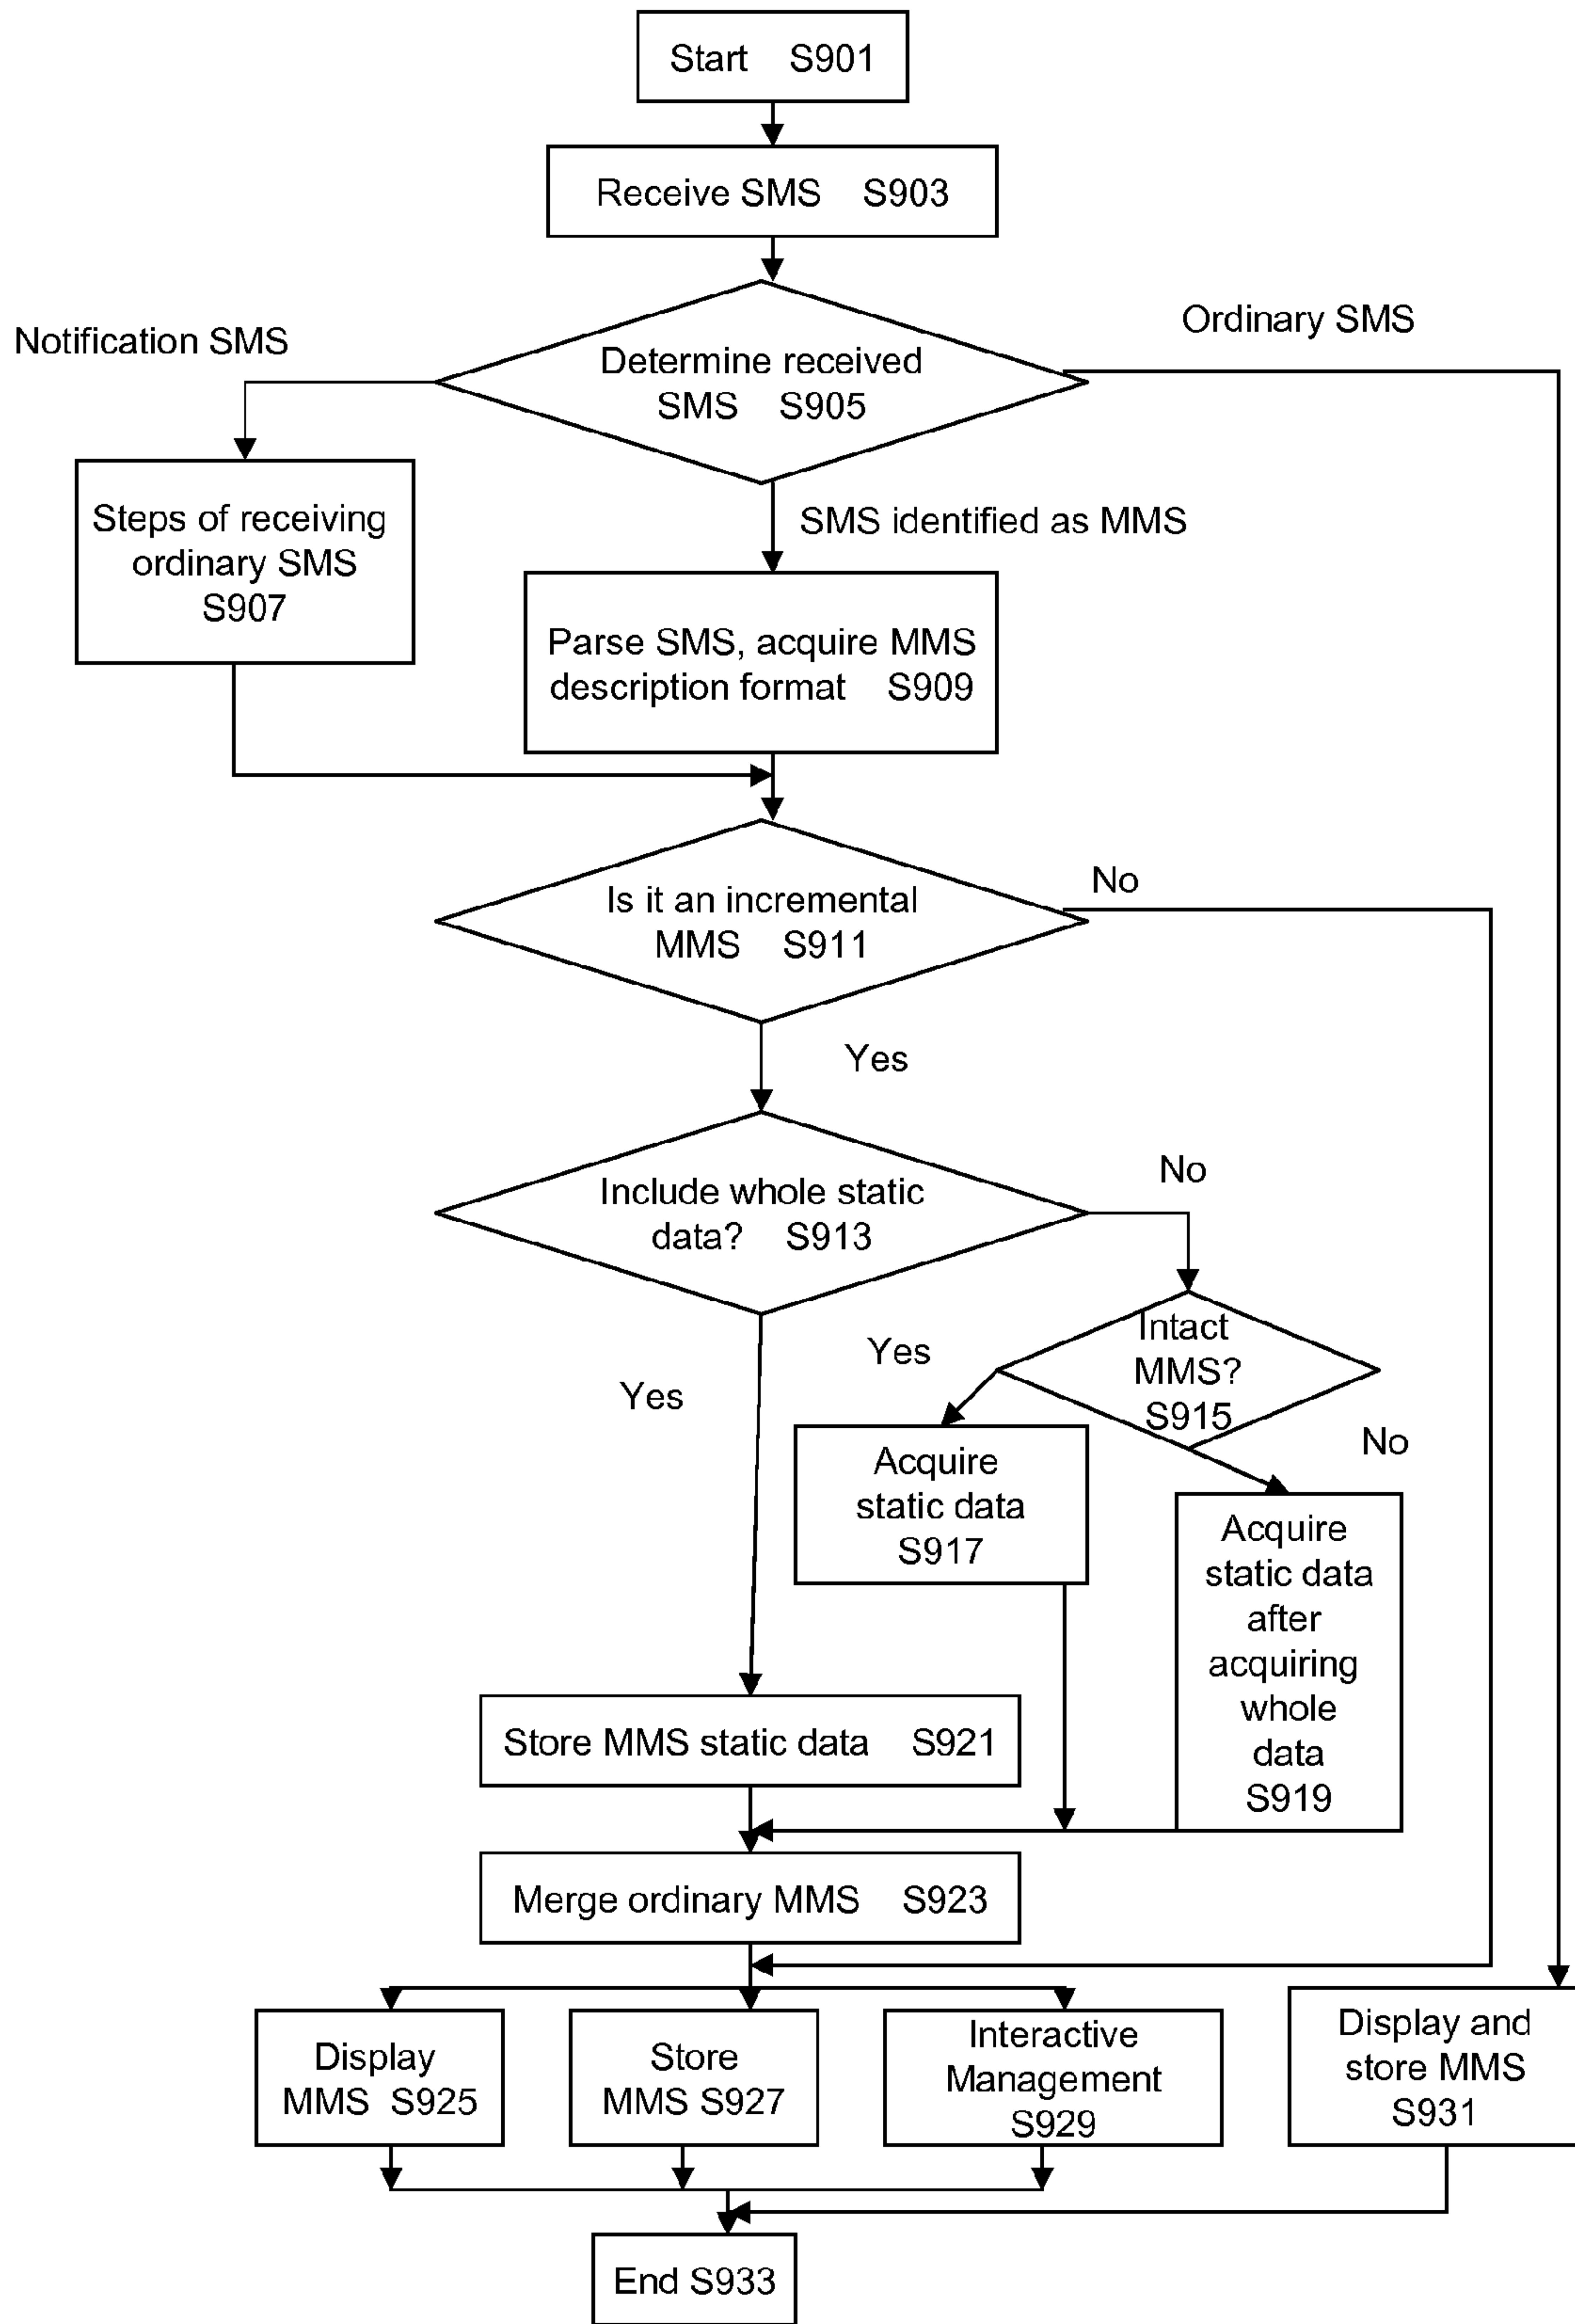 Start S901
Receive SMS S903
Ordinary SMS
Notification SMS
Determine received
SMS S905
Steps of receiving
ordinary SMS
S907
SMS identified as MMS
Parse SMS, acquire MMS
description format S909
Is it an incremental
MMS S911
No
Yes
Include whole static
data? S913
No
Intact
MMS?
S915
Yes
Yes
No
Acquire
static data
S917
Acquire
static data
after
acquiring
whole
data
S919
Store MMS static data S921
Merge ordinary MMS S923
Display
MMS S925
Store
MMS S927
Interactive
Management
S929
Display and
store MMS
S931
End S933